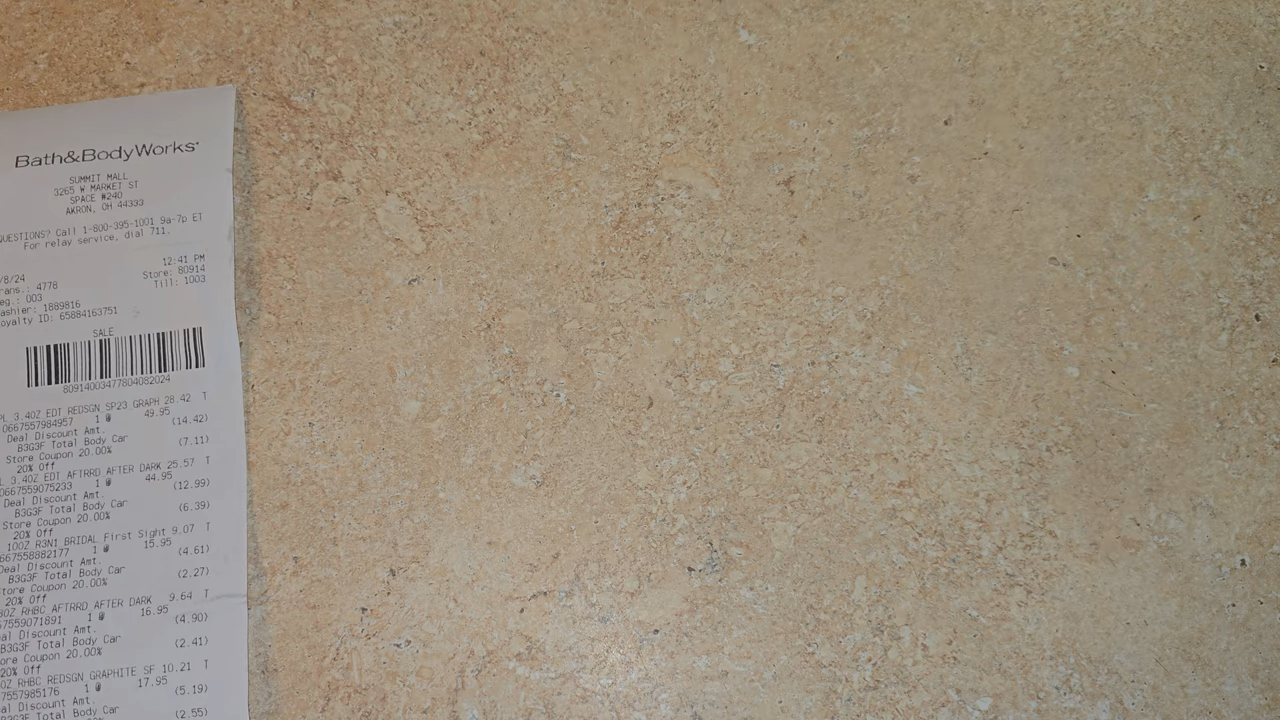 Bath&BodyWorks
SUMMIT MALL
3265 W MARKET ST
SPACE #240
AKRON, OH 44333
QUESTIONS? Call 1-800-395-1001 9a-7p ET
For relay service, dial 711.
12:41 PM
/8/24 Store: 80914
rans.: 4778 Till: 1003
eg.: 003
ashier: 1889816
oyalty ID: 65884163751
SALE
80914003477804082024
PL 3.4OZ EDT REDSGN SP23 GRAPH 28.42 T
0667557984957 1 @ 49.95
Deal Discount Amt. (14.42)
B3G3F Total Body Car
Store Coupon 20.00% (7.11)
20% Off
L 3.4OZ EDT AFTRRD AFTER DARK 25.57 T
0667559075233 1 @ 44.95
Deal Discount Amt. (12.99)
B3G3F Total Body Car
Store Coupon 20.00% (6.39)
20% Off
10OZ R3N1 BRIDAL First Sight 9.07 T
667558882177 1 @ 15.95
Deal Discount Amt. (4.61)
B3G3F Total Body Car
tore Coupon 20.00% (2.27)
20% Off
8OZ RHBC AFTRRD AFTER DARK 9.64 T
67559071891 1 @ 16.95
al Discount Amt. (4.90)
B3G3F Total Body Car
ore Coupon 20.00% (2.41)
20% Off
OZ RHBC REDSGN GRAPHITE SF 10.21 T
7557985176 1 @ 17.95
l Discount Amt. (5.19)
B3G3F Total Body Car
(2.55)